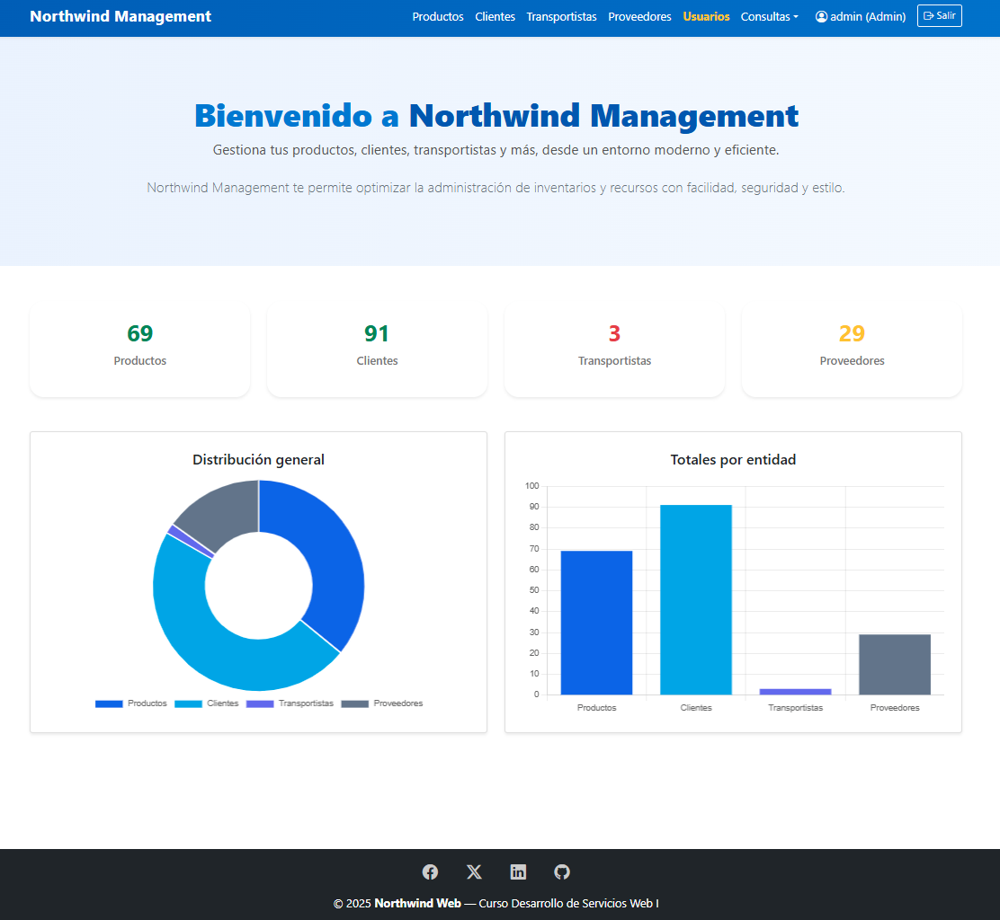 Northwind Management
Productos Clientes Transportistas Proveedores Usuarios Consultas admin (Admin) Salir
Bienvenido a Northwind Management
Gestiona tus productos, clientes, transportistas y más, desde un entorno moderno y eficiente.
Northwind Management te permite optimizar la administración de inventarios y recursos con facilidad, seguridad y estilo.
69
Productos
91
Clientes
3
Transportistas
29
Proveedores
Distribución general
Productos Clientes Transportistas Proveedores
Totales por entidad
100
90
80
70
60
50
40
30
20
10
0
Productos Clientes Transportistas Proveedores
© 2025 Northwind Web — Curso Desarrollo de Servicios Web I